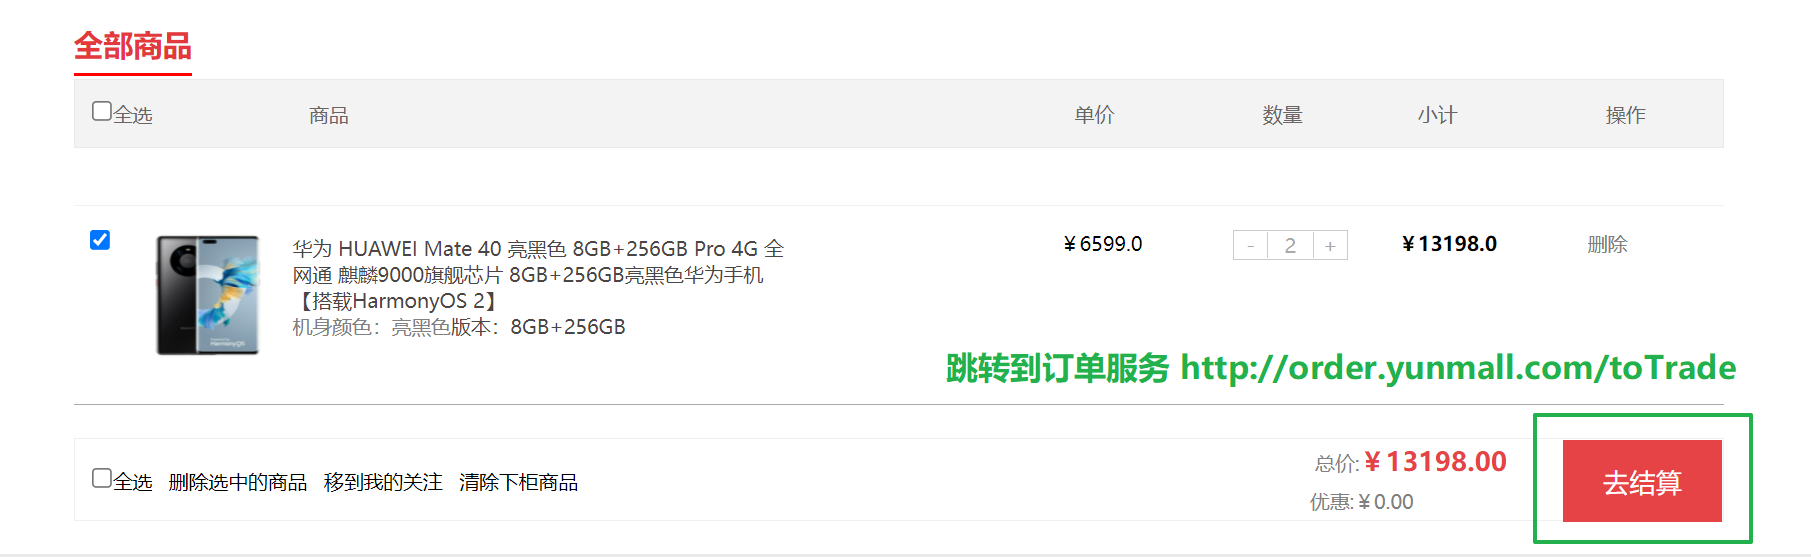 全部商品
全选 商品 单价 数量 小计 操作
华为 HUAWEI Mate 40 亮黑色 8GB+256GB Pro 4G 全 ¥6599.0 - 2 + ¥13198.0 删除
网通 麒麟9000旗舰芯片 8GB+256GB亮黑色华为手机
【搭载HarmonyOS 2】
机身颜色：亮黑色版本：8GB+256GB
HarmonyOS
跳转到订单服务 http://order.yunmall.com/toTrade
全选 删除选中的商品 移到我的关注 清除下柜商品
总价:¥13198.00
优惠:¥0.00
去结算